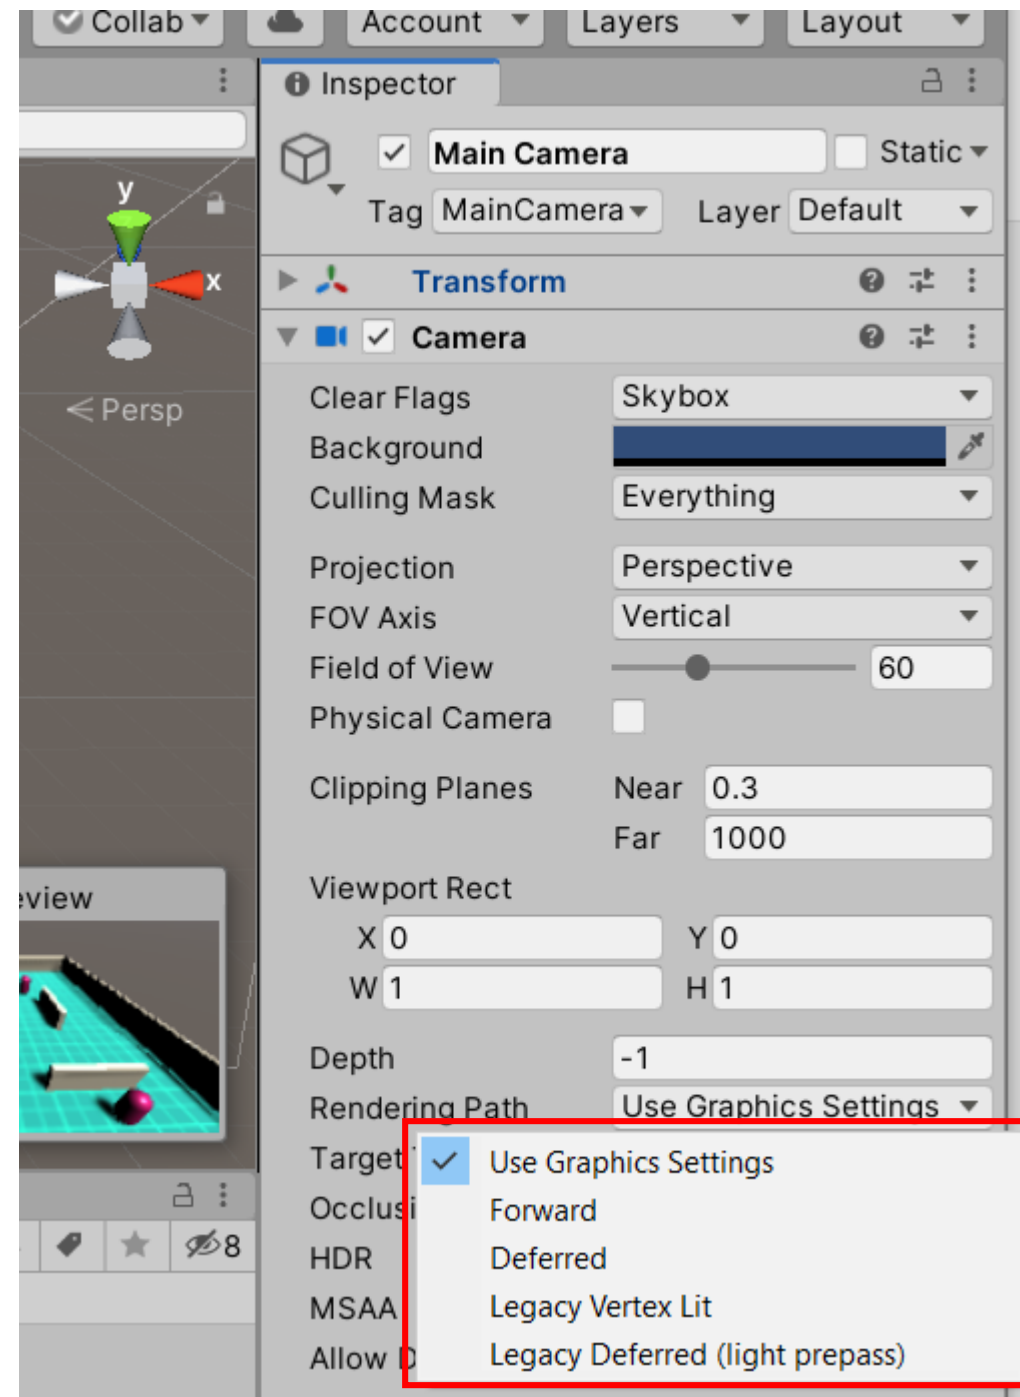 Collab Account Layers Layout
Inspector
Main Camera Static
Tag MainCamera Layer Default
y
x
Persp
Transform
Camera
Clear Flags Skybox
Background
Culling Mask Everything
Projection Perspective
FOV Axis Vertical
Field of View 60
Physical Camera
Clipping Planes Near 0.3
Far 1000
Viewport Rect
X 0 Y 0
W 1 H 1
Depth -1
Rendering Path Use Graphics Settings
Target
Use Graphics Settings
Forward
Deferred
Legacy Vertex Lit
Legacy Deferred (light prepass)
HDR
MSAA
Allow
8